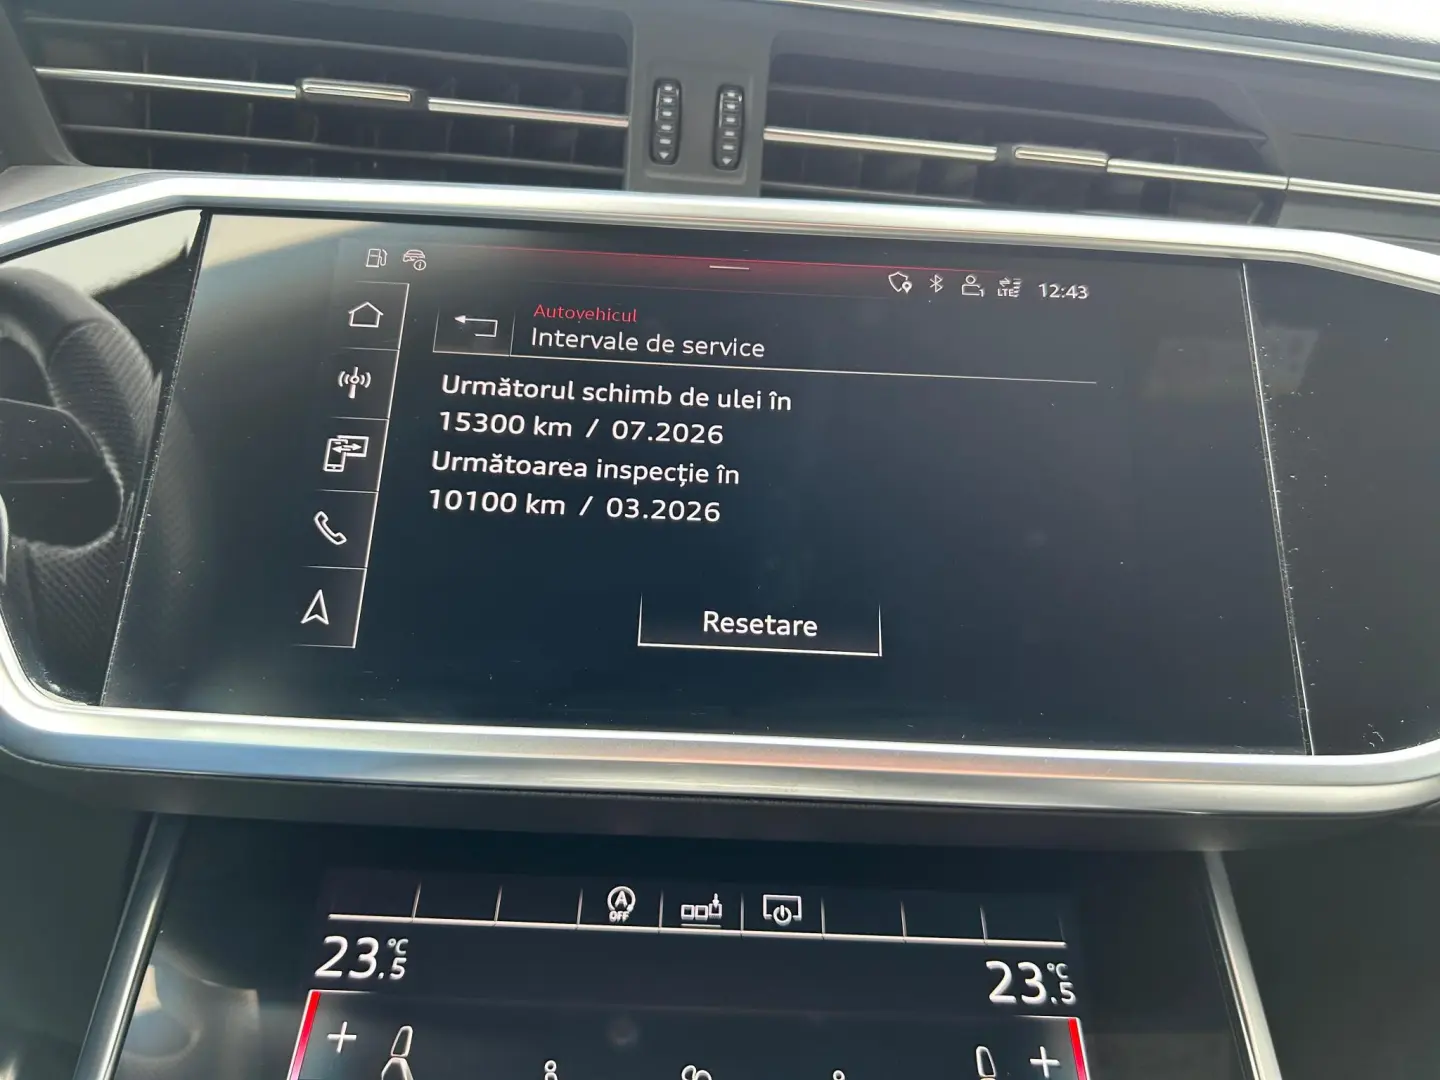 LTE 12:43
Autovehicul
Intervale de service
Următorul schimb de ulei în
15300 km / 07.2026
Următoarea inspecție în
10100 km / 03.2026
Resetare
A
OFF
23.5 °C
23.5 °C
+
+